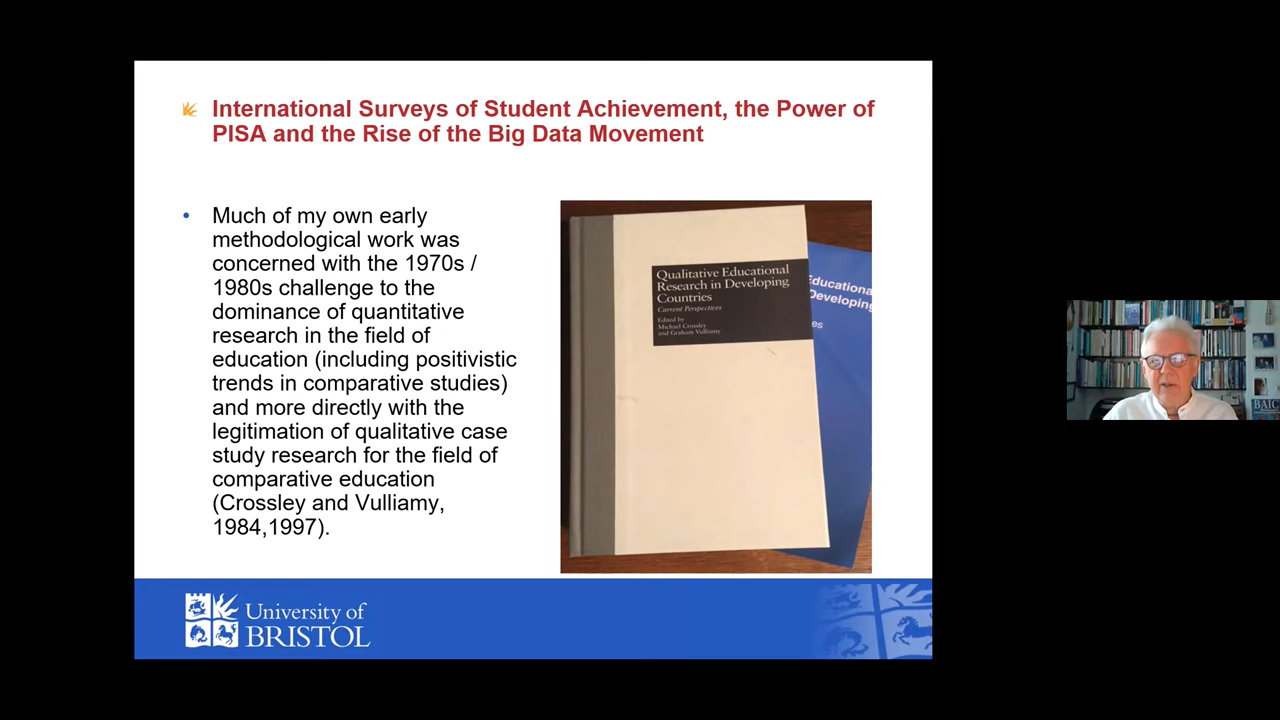 International Surveys of Student Achievement, the Power of
PISA and the Rise of the Big Data Movement
• Much of my own early
methodological work was
concerned with the 1970s /
1980s challenge to the
dominance of quantitative
research in the field of
education (including positivistic
trends in comparative studies)
and more directly with the
legitimation of qualitative case
study research for the field of
comparative education
(Crossley and Vulliamy,
1984,1997).
Qualitative Educational
Research in Developing
Countries
Current Perspectives
Edited by
Michael Crossley
and Graham Vulliamy
Educationa
Developing
es
University of
BRISTOL
BAIC